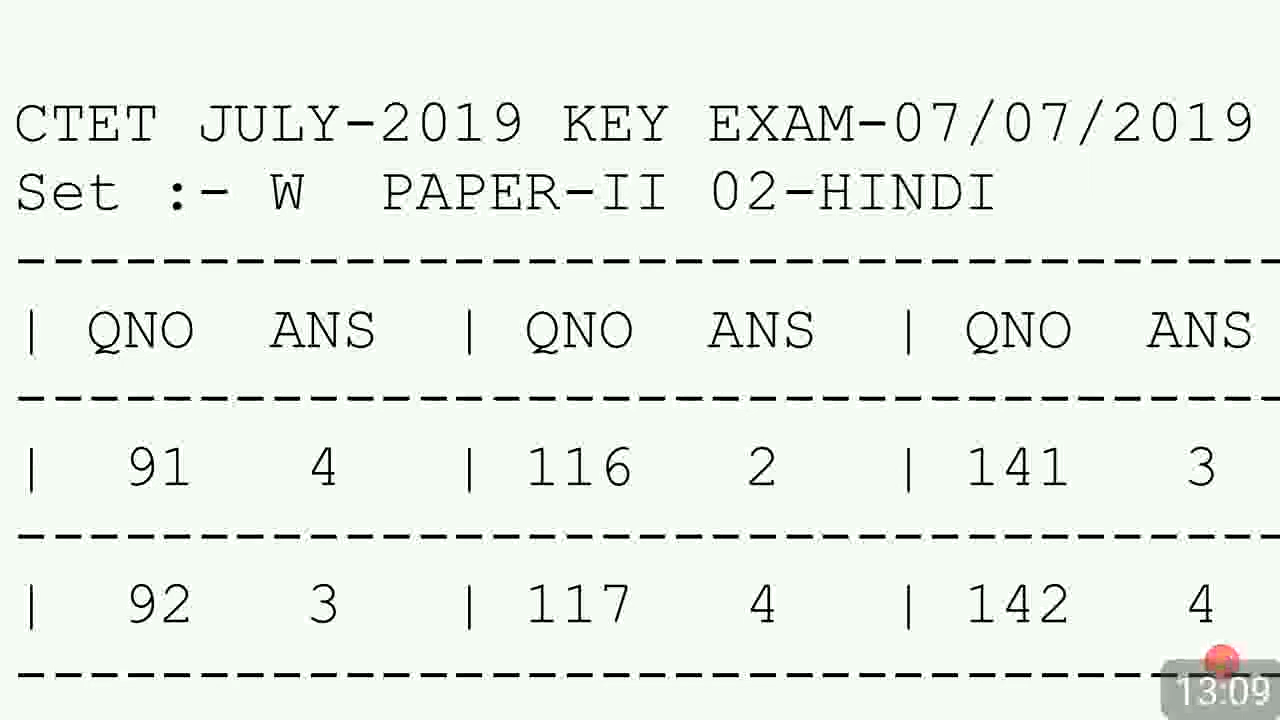 CTET JULY-2019 KEY EXAM-07/07/2019
Set :- W PAPER-II 02-HINDI
-----------------------------------
| QNO ANS | QNO ANS | QNO ANS
-----------------------------------
| 91 4 | 116 2 | 141 3
-----------------------------------
| 92 3 | 117 4 | 142 4
-----------------------------------
13:09